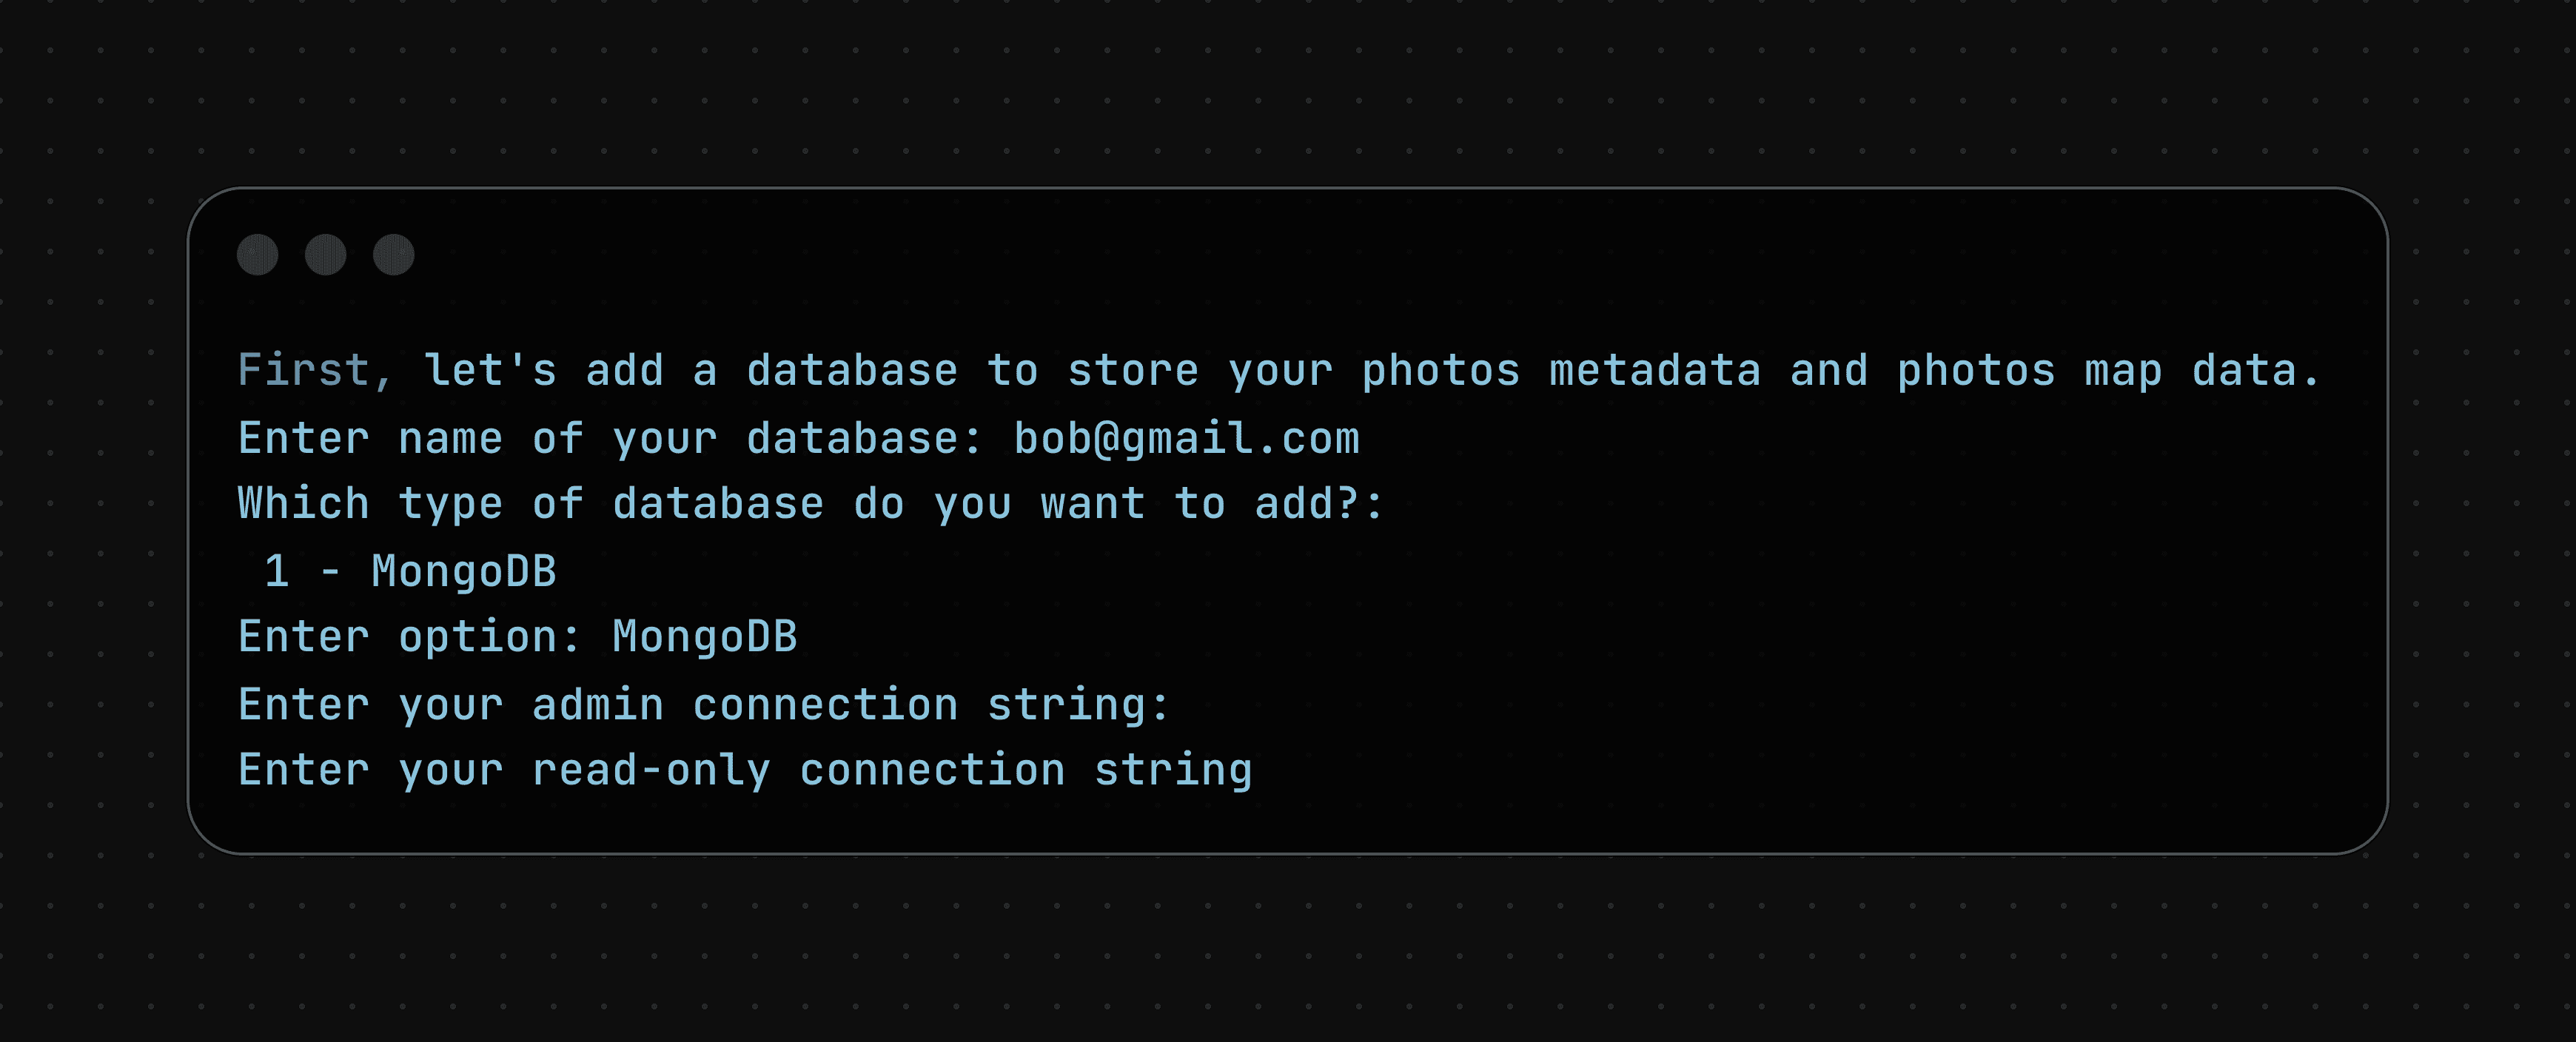 First, let's add a database to store your photos metadata and photos map data.
Enter name of your database: bob@gmail.com
Which type of database do you want to add?:
 1 - MongoDB
Enter option: MongoDB
Enter your admin connection string:
Enter your read-only connection string